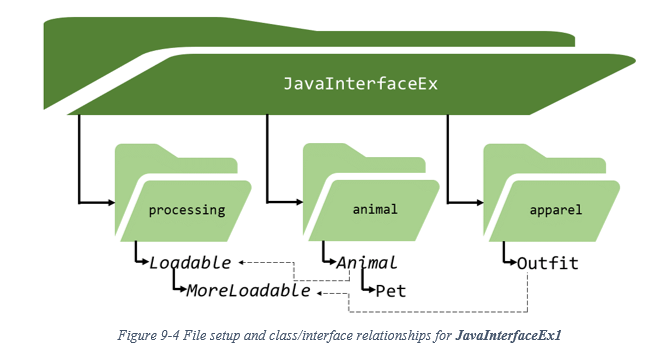 JavaInterfaceEx
processing
animal
apparel
Loadable
Animal
Outfit
MoreLoadable
Pet
Figure 9-4 File setup and class/interface relationships for JavaInterfaceEx1